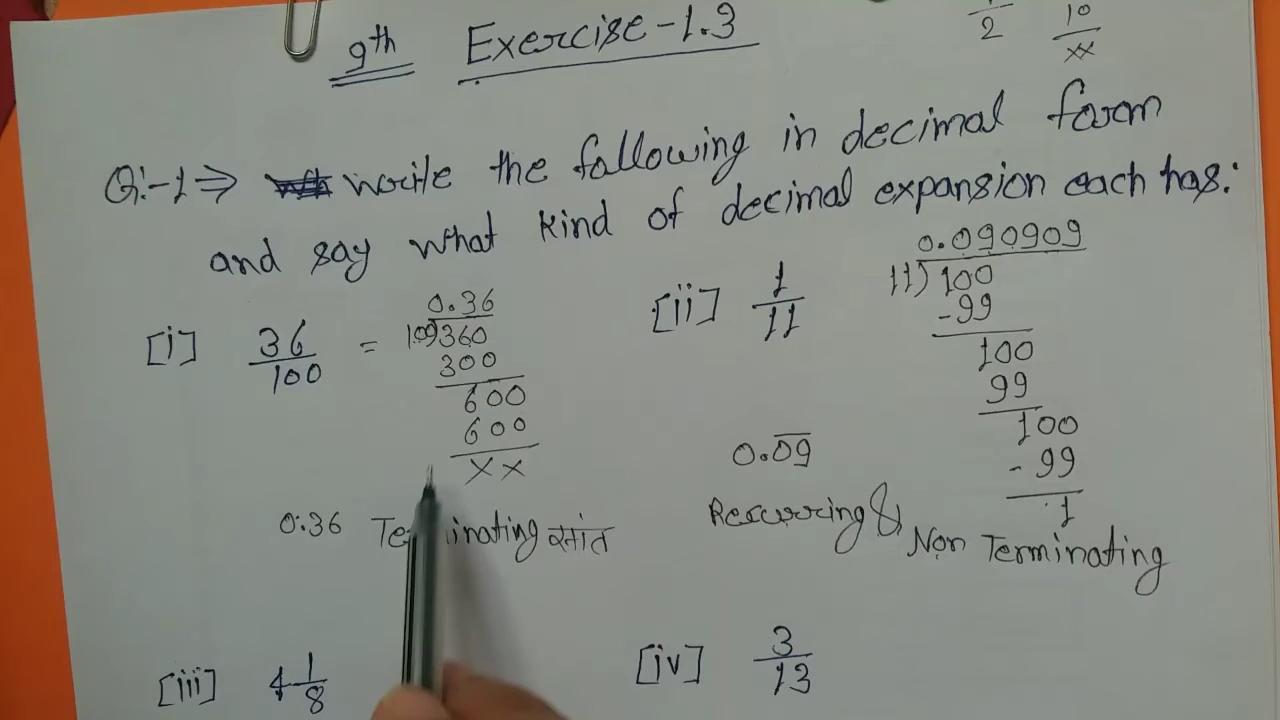 9th Exercise-1.3
2
10
xx
Q:-1⇒ write the following in decimal form
and say what kind of decimal expansion each has:
[i] 36/100 =
0.36
100)360
300
600
600
xx
0.36 Terminating सांत
[ii] 1/11
0.090909
11)100
-99
100
99
100
-99
1
0.0̅9̅
Recurring &
Non Terminating
[iii] 4 1/8
[iv] 3/13